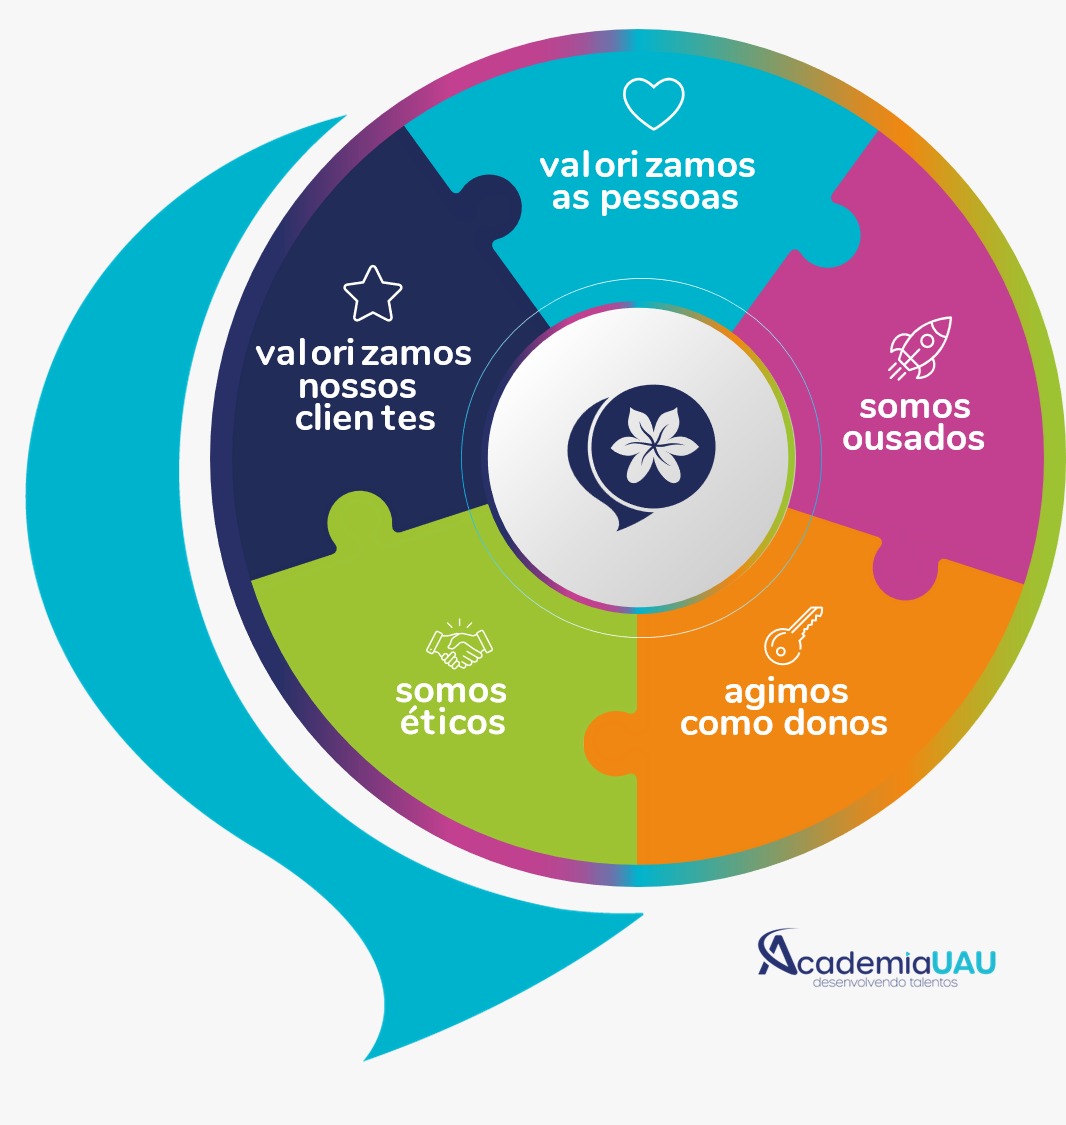 valorizamos
as pessoas
somos
ousados
agimos
como donos
somos
éticos
valorizamos
nossos
clientes
AcademiaUAU
desenvolvendo talentos